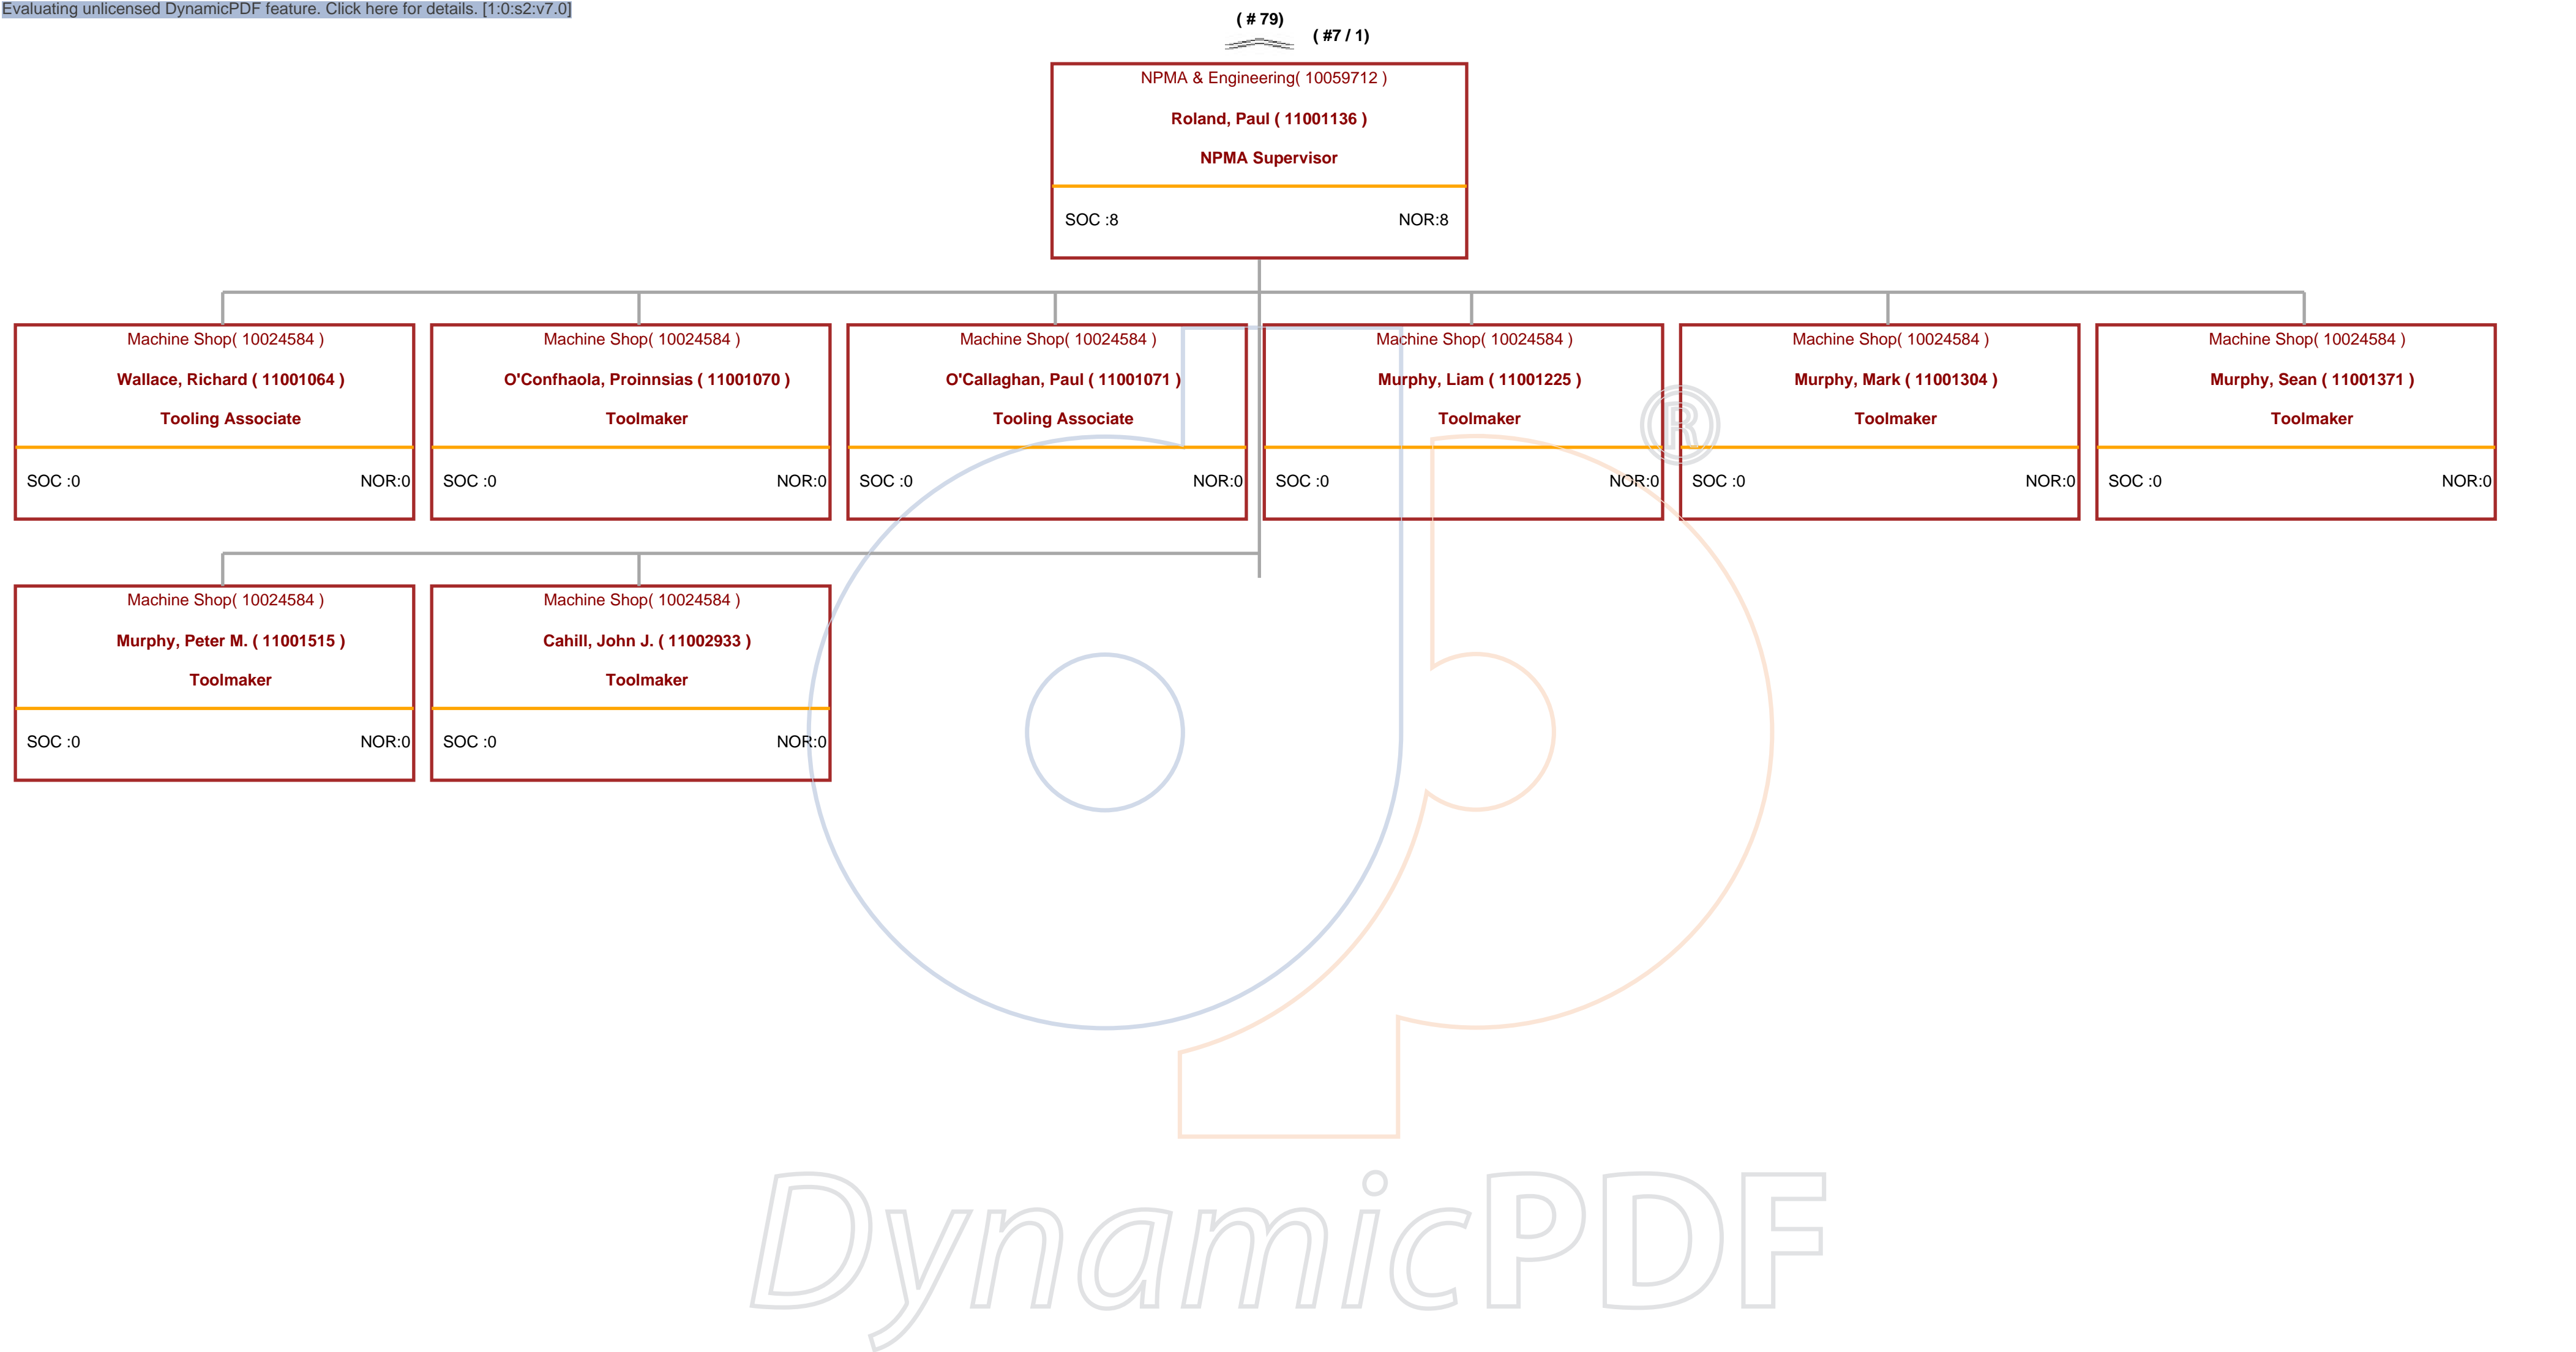 Evaluating unlicensed DynamicPDF feature. Click here for details. [1:0:s2:v7.0]
( # 79)
( #7 / 1)
NPMA & Engineering( 10059712 )
Roland, Paul ( 11001136 )
NPMA Supervisor
SOC :8 NOR:8
Machine Shop( 10024584 )
Wallace, Richard ( 11001064 )
Tooling Associate
SOC :0 NOR:0
Machine Shop( 10024584 )
O'Confhaola, Proinnsias ( 11001070 )
Toolmaker
SOC :0 NOR:0
Machine Shop( 10024584 )
O'Callaghan, Paul ( 11001071 )
Tooling Associate
SOC :0 NOR:0
Machine Shop( 10024584 )
Murphy, Liam ( 11001225 )
Toolmaker
SOC :0 NOR:0
Machine Shop( 10024584 )
Murphy, Mark ( 11001304 )
Toolmaker
SOC :0 NOR:0
Machine Shop( 10024584 )
Murphy, Sean ( 11001371 )
Toolmaker
SOC :0 NOR:0
Machine Shop( 10024584 )
Murphy, Peter M. ( 11001515 )
Toolmaker
SOC :0 NOR:0
Machine Shop( 10024584 )
Cahill, John J. ( 11002933 )
Toolmaker
SOC :0 NOR:0
®
DynamicPDF